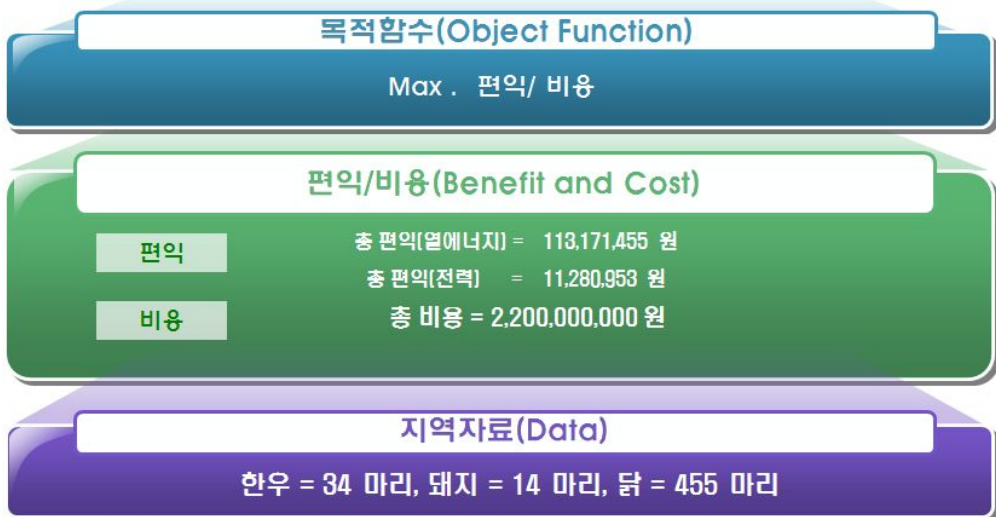 목적함수(Object Function)
Max .  편익/ 비용
편익/비용(Benefit and Cost)
편익
총 편익(열에너지) =  113,171,455 원
총 편익(전력)  =  11,280,953 원
비용
총 비용 = 2,200,000,000 원
지역자료(Data)
한우 = 34 마리, 돼지 = 14 마리, 닭 = 455 마리